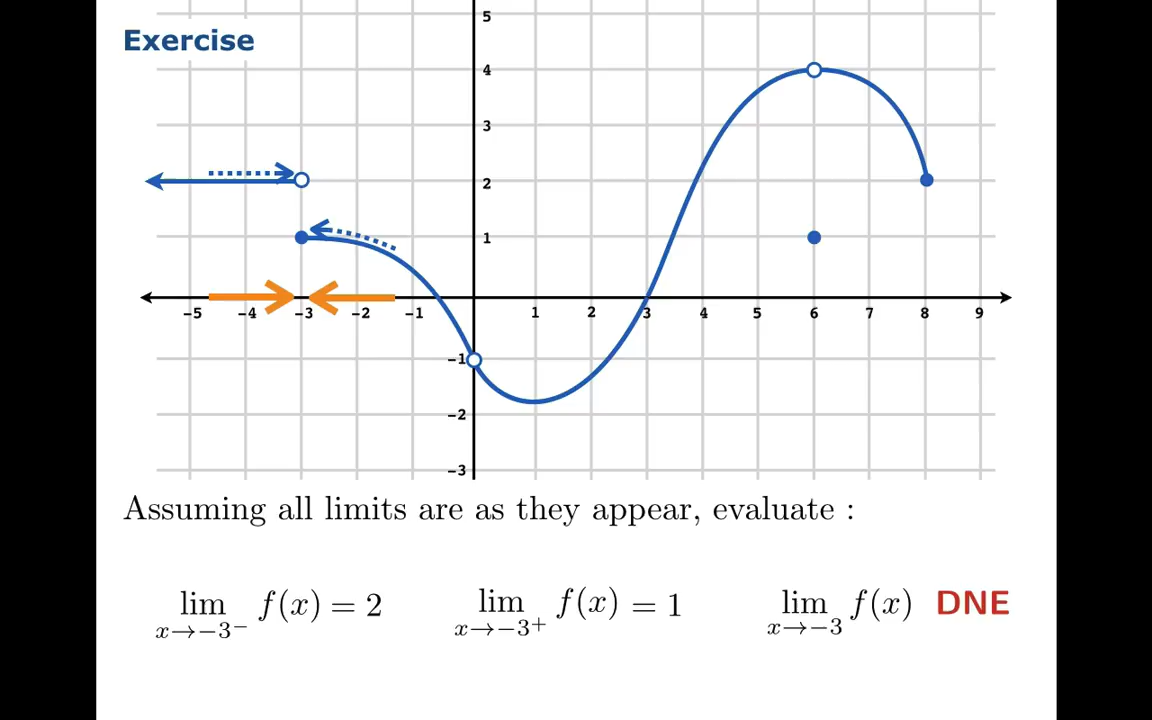 5
Exercise
4
3
2
1
-5 -4 -3 -2 -1 1 2 3 4 5 6 7 8 9
-1
-2
-3
Assuming all limits are as they appear, evaluate :
lim x→−3⁻ f(x) = 2 lim x→−3⁺ f(x) = 1 lim x→−3 f(x) DNE